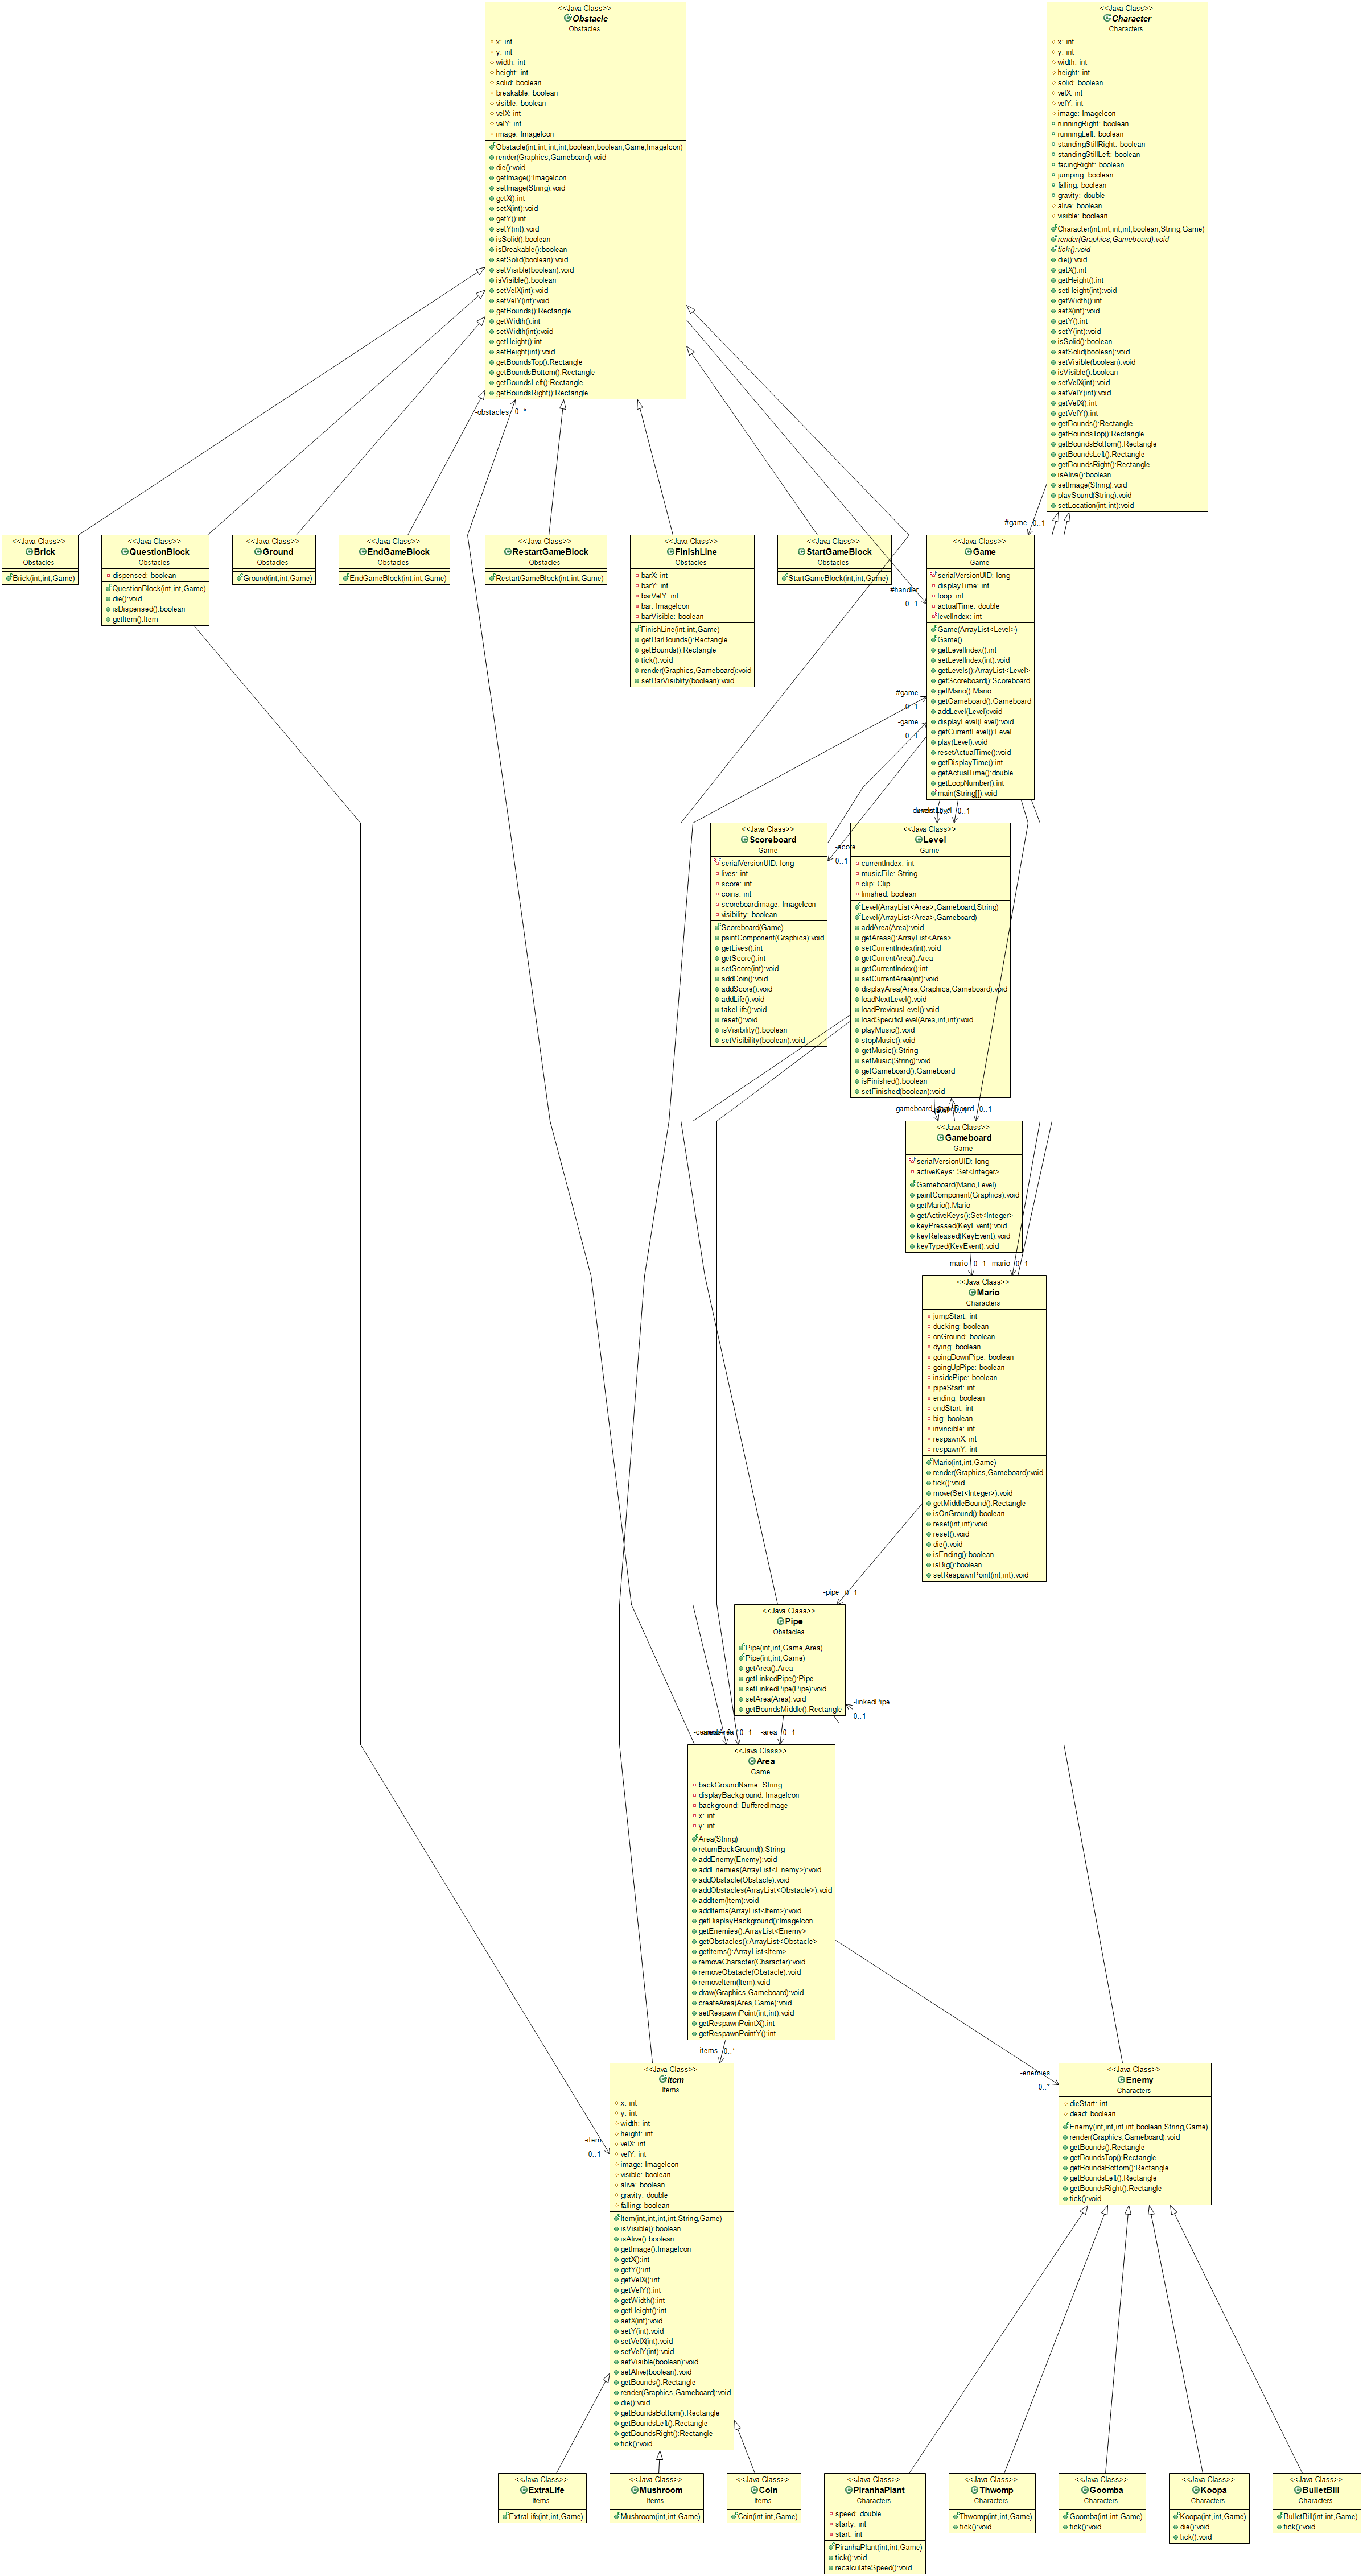 <<Java Class>>
Obstacle
Obstacles
x: int
y: int
width: int
height: int
solid: boolean
breakable: boolean
visible: boolean
velX: int
velY: int
image: ImageIcon
Obstacle(int,int,int,int,boolean,boolean,Game,ImageIcon)
render(Graphics,Gameboard):void
die():void
getImage():ImageIcon
setImage(String):void
getX():int
setX(int):void
getY():int
setY(int):void
isSolid():boolean
isBreakable():boolean
setSolid(boolean):void
setVisible(boolean):void
isVisible():boolean
setVelX(int):void
setVelY(int):void
getBounds():Rectangle
getWidth():int
setWidth(int):void
getHeight():int
setHeight(int):void
getBoundsTop():Rectangle
getBoundsBottom():Rectangle
getBoundsLeft():Rectangle
getBoundsRight():Rectangle
<<Java Class>>
Character
Characters
x: int
y: int
width: int
height: int
solid: boolean
velX: int
velY: int
image: ImageIcon
runningRight: boolean
runningLeft: boolean
standingStillRight: boolean
standingStillLeft: boolean
facingRight: boolean
jumping: boolean
falling: boolean
gravity: double
alive: boolean
visible: boolean
Character(int,int,int,int,boolean,String,Game)
render(Graphics,Gameboard):void
tick():void
die():void
getX():int
getHeight():int
setHeight(int):void
getWidth():int
setX(int):void
getY():int
setY(int):void
isSolid():boolean
setSolid(boolean):void
setVisible(boolean):void
isVisible():boolean
setVelX(int):void
setVelY(int):void
getVelX():int
getVelY():int
getBounds():Rectangle
getBoundsTop():Rectangle
getBoundsBottom():Rectangle
getBoundsLeft():Rectangle
getBoundsRight():Rectangle
isAlive():boolean
setImage(String):void
playSound(String):void
setLocation(int,int):void
-obstacles 0..*
#game 0..1
<<Java Class>>
Brick
Obstacles
Brick(int,int,Game)
<<Java Class>>
QuestionBlock
Obstacles
dispensed: boolean
QuestionBlock(int,int,Game)
die():void
isDispensed():boolean
getItem():Item
<<Java Class>>
Ground
Obstacles
Ground(int,int,Game)
<<Java Class>>
EndGameBlock
Obstacles
EndGameBlock(int,int,Game)
<<Java Class>>
RestartGameBlock
Obstacles
RestartGameBlock(int,int,Game)
<<Java Class>>
FinishLine
Obstacles
barX: int
barY: int
barVelY: int
bar: ImageIcon
barVisible: boolean
FinishLine(int,int,Game)
getBarBounds():Rectangle
getBounds():Rectangle
tick():void
render(Graphics,Gameboard):void
setBarVisiblity(boolean):void
<<Java Class>>
StartGameBlock
Obstacles
StartGameBlock(int,int,Game)
#handler
0..1
<<Java Class>>
Game
Game
serialVersionUID: long
displayTime: int
loop: int
actualTime: double
levelIndex: int
Game(ArrayList<Level>)
Game()
getLevelIndex():int
setLevelIndex(int):void
getLevels():ArrayList<Level>
getScoreboard():Scoreboard
getMario():Mario
getGameboard():Gameboard
addLevel(Level):void
displayLevel(Level):void
getCurrentLevel():Level
play(Level):void
resetActualTime():void
getDisplayTime():int
getActualTime():double
getLoopNumber():int
main(String[]):void
#game
0..1
-game
0..1
0..1
-score
0..1
<<Java Class>>
Scoreboard
Game
serialVersionUID: long
lives: int
score: int
coins: int
scoreboardimage: ImageIcon
visibility: boolean
Scoreboard(Game)
paintComponent(Graphics):void
getLives():int
getScore():int
setScore(int):void
addCoin():void
addScore():void
addLife():void
takeLife():void
reset():void
isVisibility():boolean
setVisibility(boolean):void
<<Java Class>>
Level
Game
currentIndex: int
musicFile: String
clip: Clip
finished: boolean
Level(ArrayList<Area>,Gameboard,String)
Level(ArrayList<Area>,Gameboard)
addArea(Area):void
getAreas():ArrayList<Area>
setCurrentIndex(int):void
getCurrentArea():Area
getCurrentIndex():int
setCurrentArea(int):void
displayArea(Area,Graphics,Gameboard):void
loadNextLevel():void
loadPreviousLevel():void
loadSpecificLevel(Area,int,int):void
playMusic():void
stopMusic():void
getMusic():String
setMusic(String):void
getGameboard():Gameboard
isFinished():boolean
setFinished(boolean):void
-gameboard 0..1
<<Java Class>>
Gameboard
Game
serialVersionUID: long
activeKeys: Set<Integer>
Gameboard(Mario,Level)
paintComponent(Graphics):void
getMario():Mario
getActiveKeys():Set<Integer>
keyPressed(KeyEvent):void
keyReleased(KeyEvent):void
keyTyped(KeyEvent):void
-mario 0..1 -mario 0..1
<<Java Class>>
Mario
Characters
jumpStart: int
ducking: boolean
onGround: boolean
dying: boolean
goingDownPipe: boolean
goingUpPipe: boolean
insidePipe: boolean
pipeStart: int
ending: boolean
endStart: int
big: boolean
invincible: int
respawnX: int
respawnY: int
Mario(int,int,Game)
render(Graphics,Gameboard):void
tick():void
move(Set<Integer>):void
getMiddleBound():Rectangle
isOnGround():boolean
reset(int,int):void
reset():void
die():void
isEnding():boolean
isBig():boolean
setRespawnPoint(int,int):void
-pipe 0..1
<<Java Class>>
Pipe
Obstacles
Pipe(int,int,Game,Area)
Pipe(int,int,Game)
getArea():Area
getLinkedPipe():Pipe
setLinkedPipe(Pipe):void
setArea(Area):void
getBoundsMiddle():Rectangle
-linkedPipe
0..1
0..1 -area 0..1
<<Java Class>>
Area
Game
backGroundName: String
displayBackground: ImageIcon
background: BufferedImage
x: int
y: int
Area(String)
returnBackGround():String
addEnemy(Enemy):void
addEnemies(ArrayList<Enemy>):void
addObstacle(Obstacle):void
addObstacles(ArrayList<Obstacle>):void
addItem(Item):void
addItems(ArrayList<Item>):void
getDisplayBackground():ImageIcon
getEnemies():ArrayList<Enemy>
getObstacles():ArrayList<Obstacle>
getItems():ArrayList<Item>
removeCharacter(Character):void
removeObstacle(Obstacle):void
removeItem(Item):void
draw(Graphics,Gameboard):void
createArea(Area,Game):void
setRespawnPoint(int,int):void
getRespawnPointX():int
getRespawnPointY():int
-items 0..*
-enemies
0..*
-item
0..1
<<Java Class>>
Item
Items
x: int
y: int
width: int
height: int
velX: int
velY: int
image: ImageIcon
visible: boolean
alive: boolean
gravity: double
falling: boolean
Item(int,int,int,int,String,Game)
isVisible():boolean
isAlive():boolean
getImage():ImageIcon
getX():int
getY():int
getVelX():int
getVelY():int
getWidth():int
getHeight():int
setX(int):void
setY(int):void
setVelX(int):void
setVelY(int):void
setVisible(boolean):void
setAlive(boolean):void
getBounds():Rectangle
render(Graphics,Gameboard):void
die():void
getBoundsBottom():Rectangle
getBoundsLeft():Rectangle
getBoundsRight():Rectangle
tick():void
<<Java Class>>
Enemy
Characters
dieStart: int
dead: boolean
Enemy(int,int,int,int,boolean,String,Game)
render(Graphics,Gameboard):void
getBounds():Rectangle
getBoundsTop():Rectangle
getBoundsBottom():Rectangle
getBoundsLeft():Rectangle
getBoundsRight():Rectangle
tick():void
<<Java Class>>
ExtraLife
Items
ExtraLife(int,int,Game)
<<Java Class>>
Mushroom
Items
Mushroom(int,int,Game)
<<Java Class>>
Coin
Items
Coin(int,int,Game)
<<Java Class>>
PiranhaPlant
Characters
speed: double
starty: int
start: int
PiranhaPlant(int,int,Game)
tick():void
recalculateSpeed():void
<<Java Class>>
Thwomp
Characters
Thwomp(int,int,Game)
tick():void
<<Java Class>>
Goomba
Characters
Goomba(int,int,Game)
tick():void
<<Java Class>>
Koopa
Characters
Koopa(int,int,Game)
die():void
tick():void
<<Java Class>>
BulletBill
Characters
BulletBill(int,int,Game)
tick():void